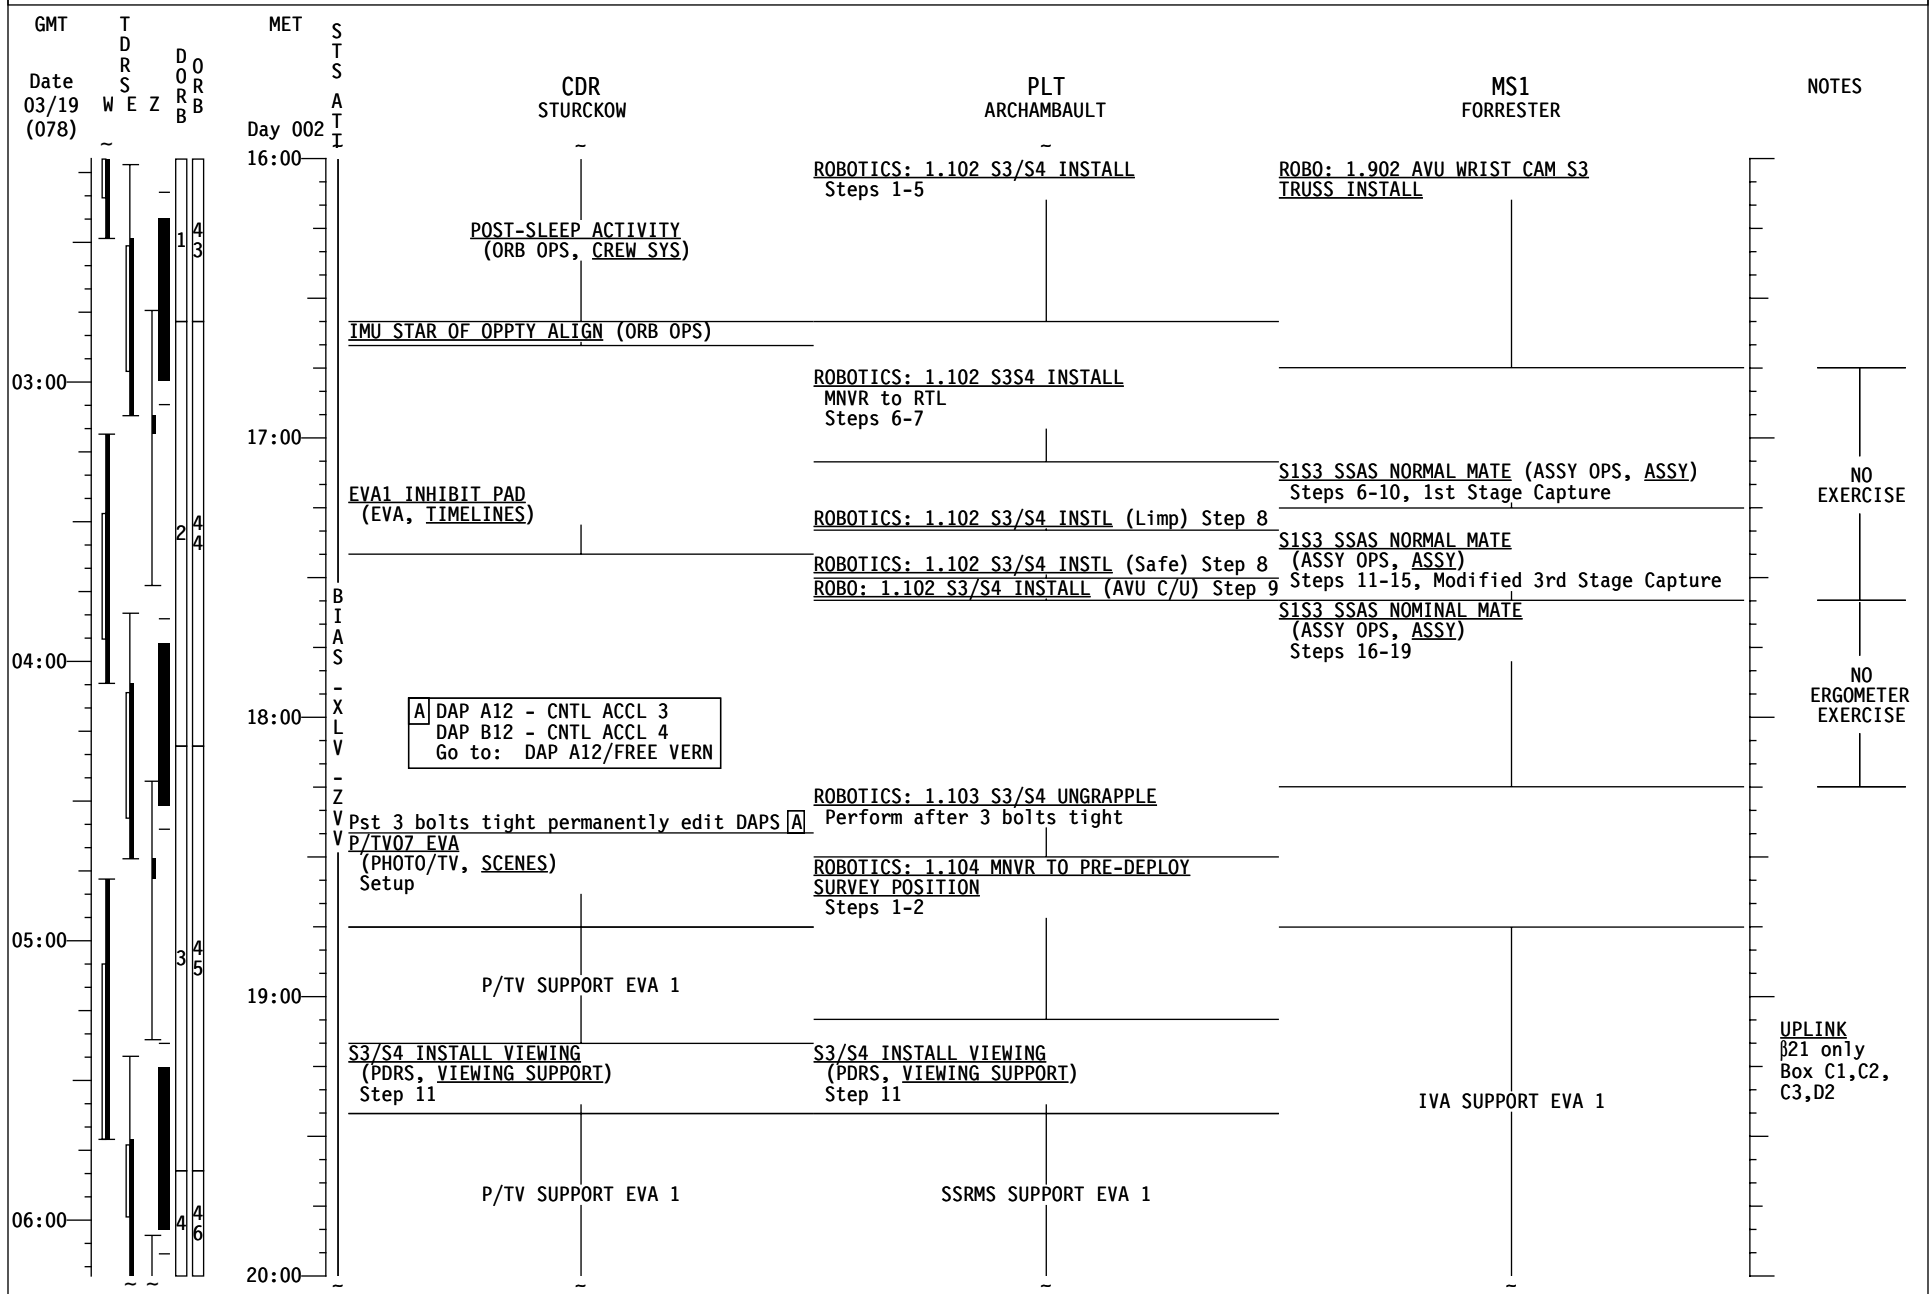 GMT
TDRS
MET
STS ATT
DORB
ORB
Date
03/19
(078)
W E Z
CDR
STURCKOW
PLT
ARCHAMBAULT
MS1
FORRESTER
NOTES
Day 002
16:00
ROBOTICS: 1.102 S3/S4 INSTALL
Steps 1-5
ROBO: 1.902 AVU WRIST CAM S3
TRUSS INSTALL
1
43
POST-SLEEP ACTIVITY
(ORB OPS, CREW SYS)
IMU STAR OF OPPTY ALIGN (ORB OPS)
03:00
ROBOTICS: 1.102 S3S4 INSTALL
MNVR to RTL
Steps 6-7
17:00
S1S3 SSAS NORMAL MATE (ASSY OPS, ASSY)
Steps 6-10, 1st Stage Capture
NO
EXERCISE
EVA1 INHIBIT PAD
(EVA, TIMELINES)
2
44
ROBOTICS: 1.102 S3/S4 INSTL (Limp) Step 8
S1S3 SSAS NORMAL MATE
(ASSY OPS, ASSY)
Steps 11-15, Modified 3rd Stage Capture
ROBOTICS: 1.102 S3/S4 INSTL (Safe) Step 8
ROBO: 1.102 S3/S4 INSTALL (AVU C/U) Step 9
BIAS -XLV -ZVV
S1S3 SSAS NOMINAL MATE
(ASSY OPS, ASSY)
Steps 16-19
04:00
NO
ERGOMETER
EXERCISE
18:00
A DAP A12 - CNTL ACCL 3
DAP B12 - CNTL ACCL 4
Go to: DAP A12/FREE VERN
ROBOTICS: 1.103 S3/S4 UNGRAPPLE
Perform after 3 bolts tight
Pst 3 bolts tight permanently edit DAPS A
P/TV07 EVA
(PHOTO/TV, SCENES)
Setup
ROBOTICS: 1.104 MNVR TO PRE-DEPLOY
SURVEY POSITION
Steps 1-2
05:00
3
45
P/TV SUPPORT EVA 1
19:00
UPLINK
β21 only
Box C1,C2,
C3,D2
S3/S4 INSTALL VIEWING
(PDRS, VIEWING SUPPORT)
Step 11
S3/S4 INSTALL VIEWING
(PDRS, VIEWING SUPPORT)
Step 11
IVA SUPPORT EVA 1
P/TV SUPPORT EVA 1
SSRMS SUPPORT EVA 1
06:00
4
46
20:00